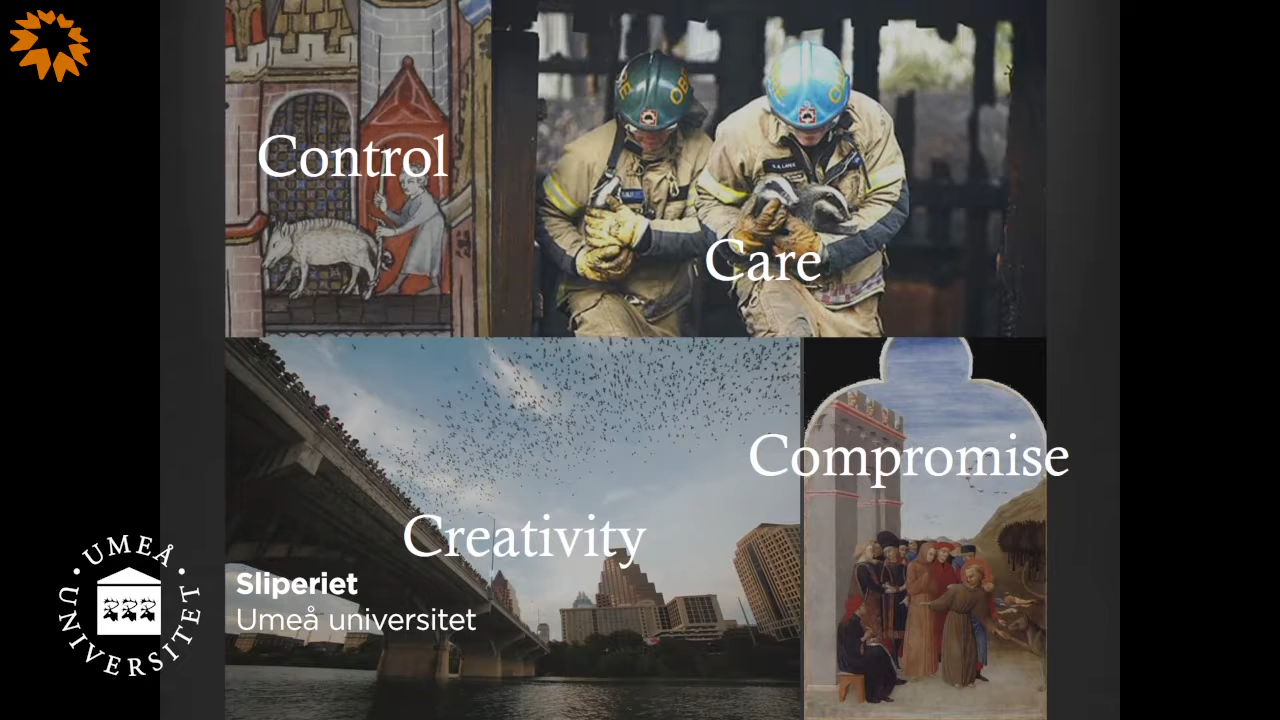 Control
Care
Compromise
Creativity
Sliperiet
Umeå universitet
UMEÅ
UNIVERSITET